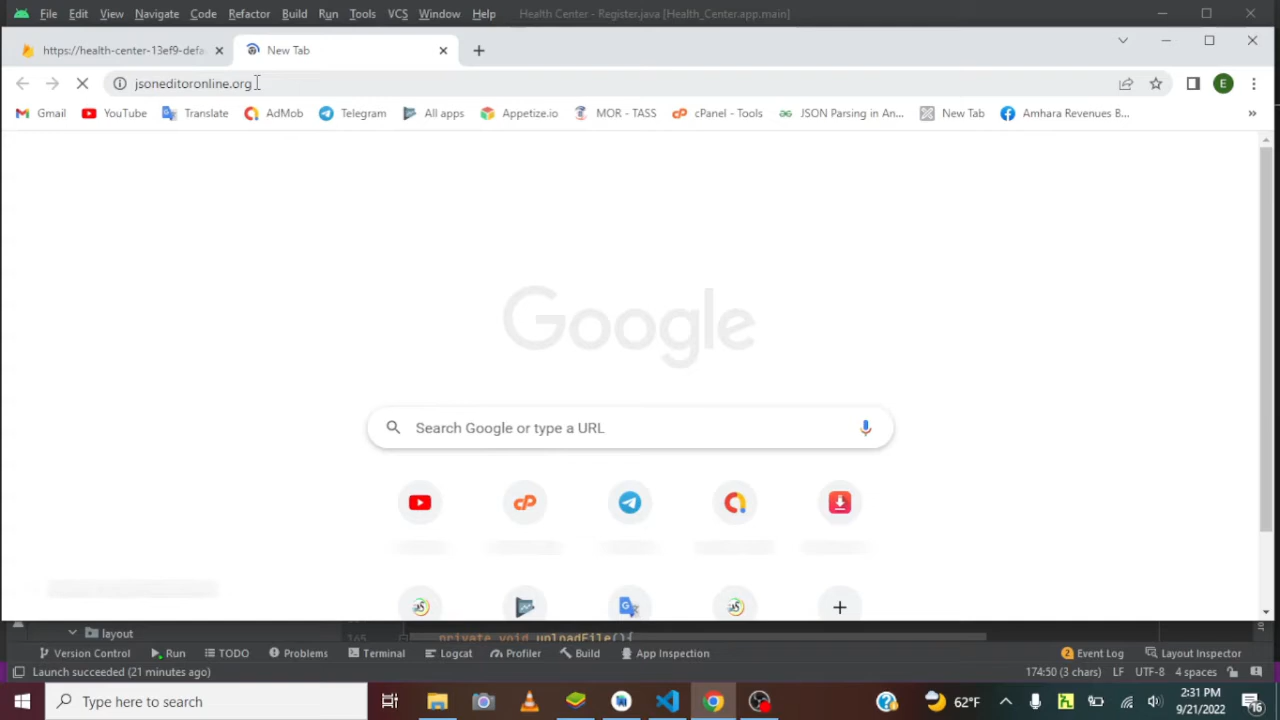 File Edit View Navigate Code Refactor Build Run Tools VCS Window Help Health Center - Register.java [Health_Center.app.main]
https://health-center-13ef9-defa New Tab
jsoneditoronline.org E
Gmail YouTube Translate AdMob Telegram All apps Appetize.io MOR - TASS cPanel - Tools JSON Parsing in An... New Tab Amhara Revenues B... »
Google
Search Google or type a URL
layout
165 private void uploadFile(){
Version Control Run TODO Problems Terminal Logcat Profiler Build App Inspection 2 Event Log Layout Inspector
Launch succeeded (21 minutes ago) 174:50 (3 chars) LF UTF-8 4 spaces
Type here to search 62°F 2:31 PM
9/21/2022 16